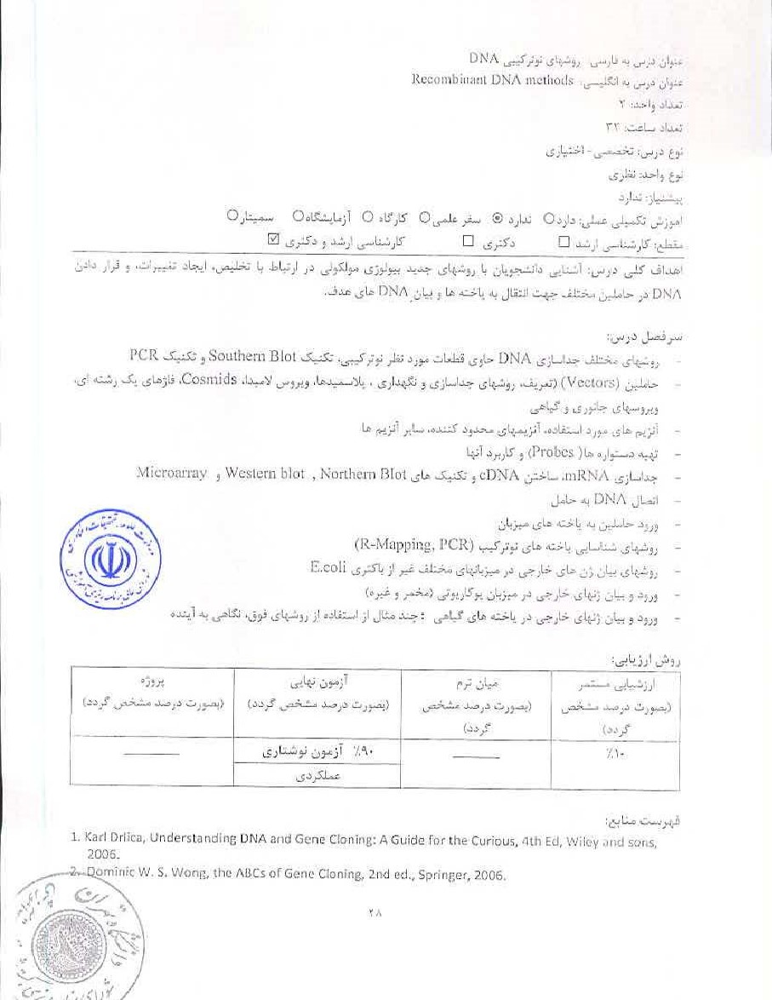 عنوان درس به فارسی: روشهای نوترکیبی DNA
عنوان درس به انگلیسی: Recombinant DNA methods
تعداد واحد: ۲
تعداد ساعت: ۳۲
نوع درس: تخصصی - اختیاری
نوع واحد: نظری
پیشنیاز: ندارد
آموزش تکمیلی عملی: دارد○ ندارد ◉ سفر علمی○ کارگاه ○ آزمایشگاه○ سمینار○
مقطع: کارشناسی ارشد ☐ دکتری ☐ کارشناسی ارشد و دکتری ☑
اهداف کلی درس: آشنایی دانشجویان با روشهای جدید بیولوژی مولکولی در ارتباط با تخلیص، ایجاد تغییرات، و قرار دادن
DNA در حاملین مختلف جهت انتقال به یاخته ها و بیان DNA های هدف.
سرفصل درس:
- روشهای مختلف جداسازی DNA حاوی قطعات مورد نظر نوترکیبی، تکنیک Southern Blot و تکنیک PCR
- حاملین (Vectors) (تعریف، روشهای جداسازی و نگهداری ، پلاسمیدها، ویروس لامبدا، Cosmids، فاژهای یک رشته ای،
ویروسهای جانوری و گیاهی
- آنزیم های مورد استفاده، آنزیمهای محدود کننده، سایر آنزیم ها
- تهیه دستواره ها( Probes) و کاربرد آنها
- جداسازی mRNA، ساختن cDNA و تکنیک های Western blot , Northern Blot و Microarray
- اتصال DNA به حامل
- ورود حاملین به یاخته های میزبان
- روشهای شناسایی یاخته های نوترکیب (R-Mapping, PCR)
- روشهای بیان ژن های خارجی در میزبانهای مختلف غیر از باکتری E.coli
- ورود و بیان ژنهای خارجی در میزبان یوکاریوتی (مخمر و غیره)
- ورود و بیان ژنهای خارجی در یاخته های گیاهی ؛ چند مثال از استفاده از روشهای فوق، نگاهی به آینده
روش ارزیابی:
ارزشیابی مستمر (بصورت درصد مشخص گردد)
میان ترم (بصورت درصد مشخص گردد)
آزمون نهایی (بصورت درصد مشخص گردد)
پروژه (بصورت درصد مشخص گردد)
٪۱۰
٪۹۰ آزمون نوشتاری
عملکردی
فهرست منابع:
1. Karl Drlica, Understanding DNA and Gene Cloning: A Guide for the Curious, 4th Ed, Wiley and sons,
2006.
2. Dominic W. S. Wong, the ABCs of Gene Cloning, 2nd ed., Springer, 2006.
۲۸